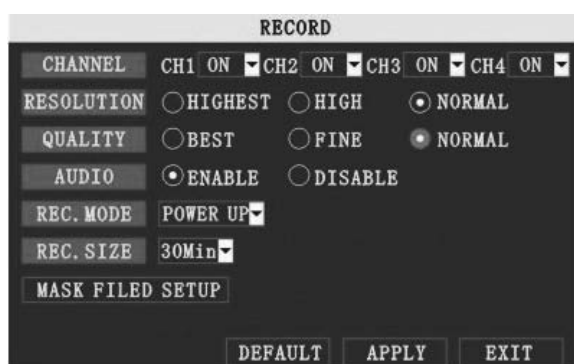 RECORD
CHANNEL CH1 ON CH2 ON CH3 ON CH4 ON
RESOLUTION HIGHEST HIGH NORMAL
QUALITY BEST FINE NORMAL
AUDIO ENABLE DISABLE
REC. MODE POWER UP
REC. SIZE 30Min
MASK FILED SETUP
DEFAULT APPLY EXIT